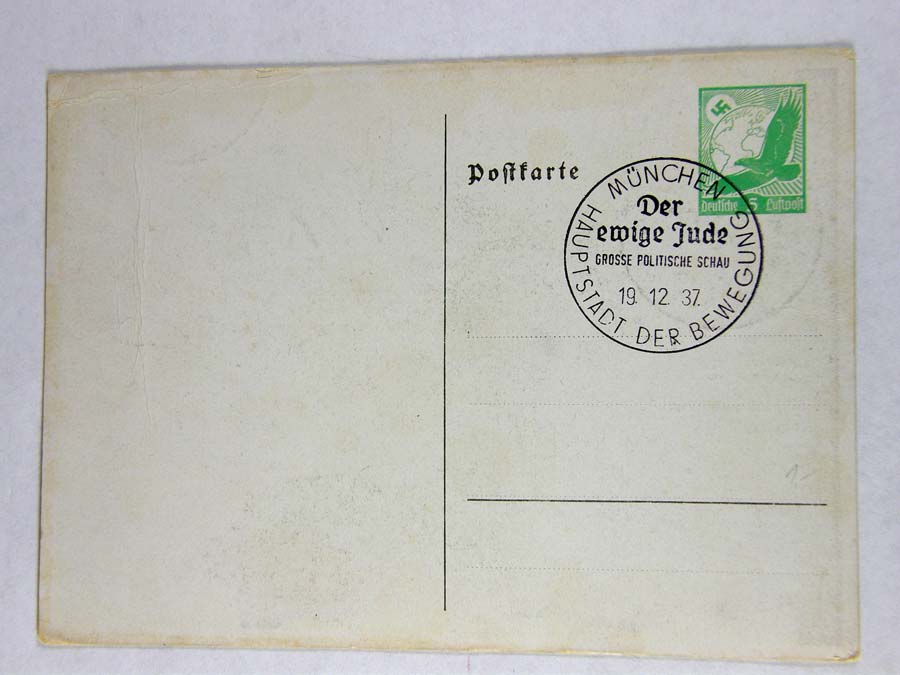 Postkarte
Deutsche 5 Luftpost
MÜNCHEN
Der
ewige Jude
GROSSE POLITISCHE SCHAU
19. 12. 37.
HAUPTSTADT DER BEWEGUNG